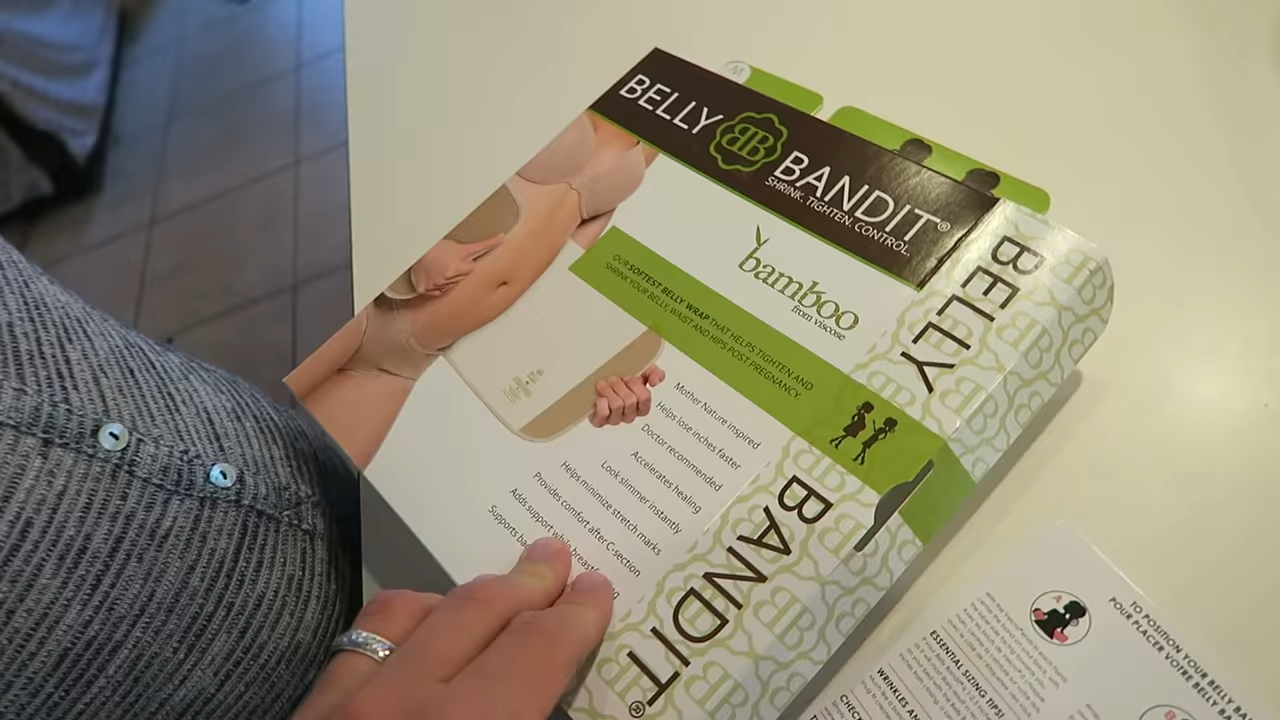 M
BELLY BB BANDIT®
SHRINK. TIGHTEN. CONTROL.
bamboo
from viscose
OUR SOFTEST BELLY WRAP THAT HELPS TIGHTEN AND
SHRINK YOUR BELLY, WAIST AND HIPS POST PREGNANCY
Mother Nature inspired
Helps lose inches faster
Doctor recommended
Accelerates healing
Look slimmer instantly
Helps minimize stretch marks
Provides comfort after C-section
Adds support while
Supports
BELLY
BANDIT®
TO POSITION YOUR BELLY
POUR PLACER VOTRE BELLY
A
ESSENTIAL SIZING TIPS!
WRINKLES